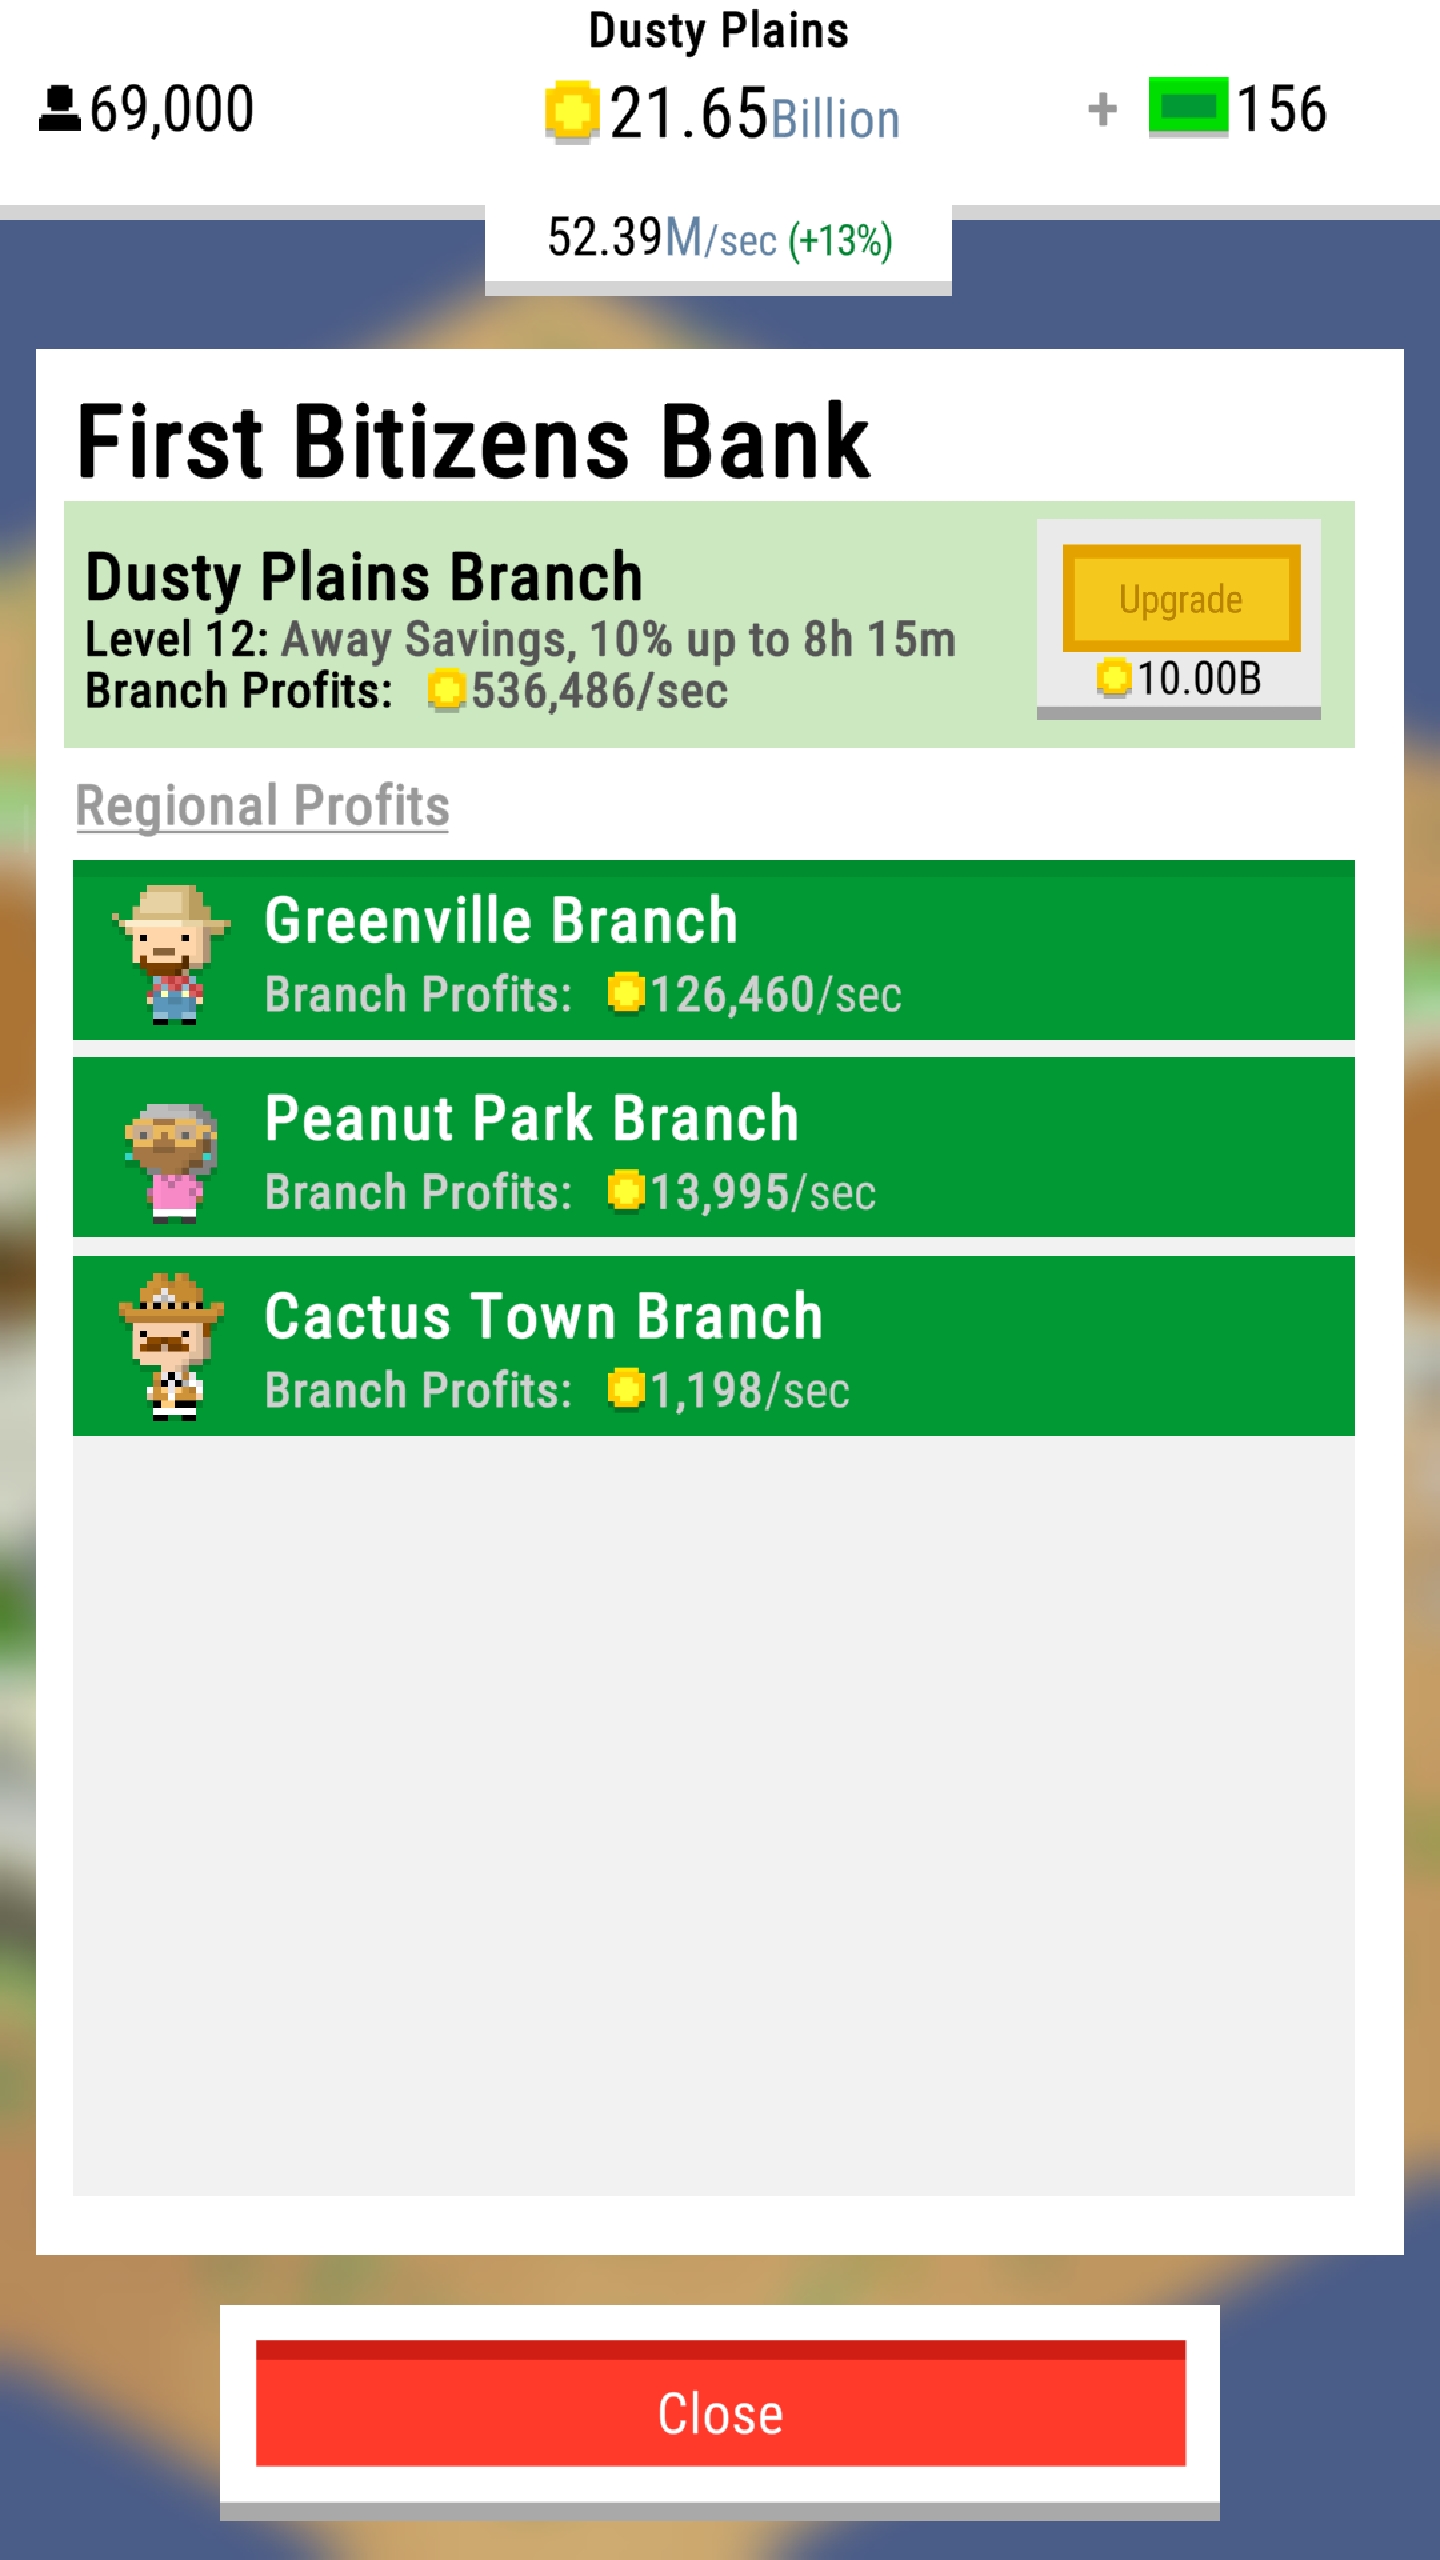 Dusty Plains
69,000
21.65Billion
+ 156
52.39M/sec (+13%)
First Bitizens Bank
Dusty Plains Branch
Level 12: Away Savings, 10% up to 8h 15m
Branch Profits: 536,486/sec
Upgrade
10.00B
Regional Profits
Greenville Branch
Branch Profits: 126,460/sec
Peanut Park Branch
Branch Profits: 13,995/sec
Cactus Town Branch
Branch Profits: 1,198/sec
Close